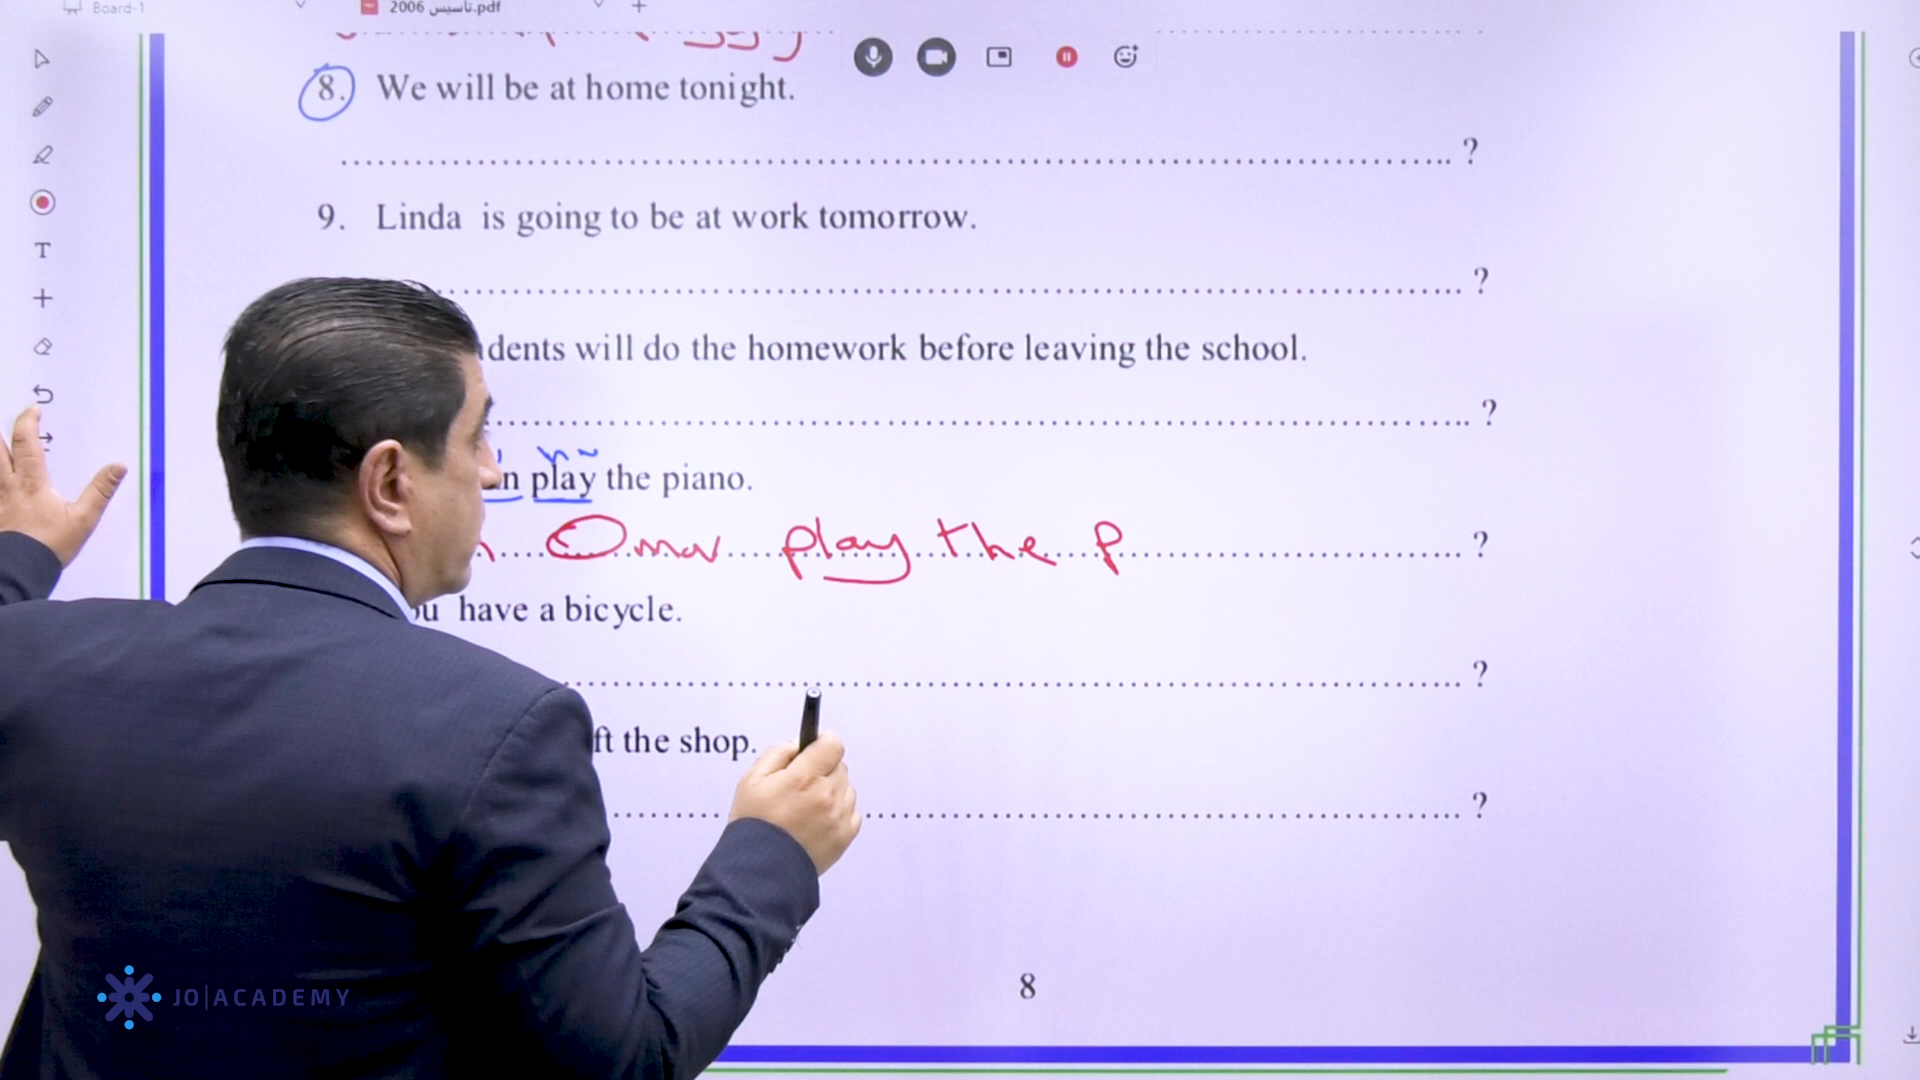 Board-1
تأسيس 2006.pdf
8. We will be at home tonight.
?
9. Linda is going to be at work tomorrow.
?
dents will do the homework before leaving the school.
?
n play the piano.
Omar play the p
?
ou have a bicycle.
?
ft the shop.
?
8
JO|ACADEMY